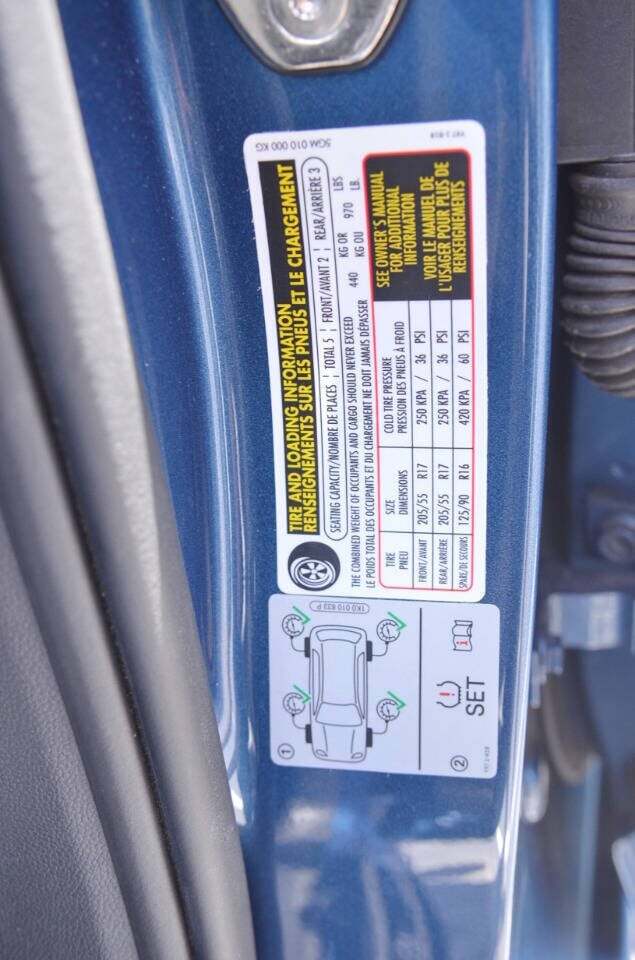 5GM 010 000 KG
TIRE AND LOADING INFORMATION
RENSEIGNEMENTS SUR LES PNEUS ET LE CHARGEMENT
SEATING CAPACITY/NOMBRE DE PLACES TOTAL 5 FRONT/AVANT 2 REAR/ARRIÈRE 3
THE COMBINED WEIGHT OF OCCUPANTS AND CARGO SHOULD NEVER EXCEED 440 KG OR 970 LBS
LE POIDS TOTAL DES OCCUPANTS ET DU CHARGEMENT NE DOIT JAMAIS DÉPASSER KG OU LB.
TIRE SIZE COLD TIRE PRESSURE
PNEU DIMENSIONS PRESSION DES PNEUS À FROID
FRONT/AVANT 205/55 R17 250 KPA / 36 PSI
REAR/ARRIÈRE 205/55 R17 250 KPA / 36 PSI
SPARE/DE SECOURS 125/90 R16 420 KPA / 60 PSI
SEE OWNER'S MANUAL
FOR ADDITIONAL
INFORMATION
VOIR LE MANUEL DE
L'USAGER POUR PLUS DE
RENSEIGNEMENTS
1
1K0 010 832 P
2
SET